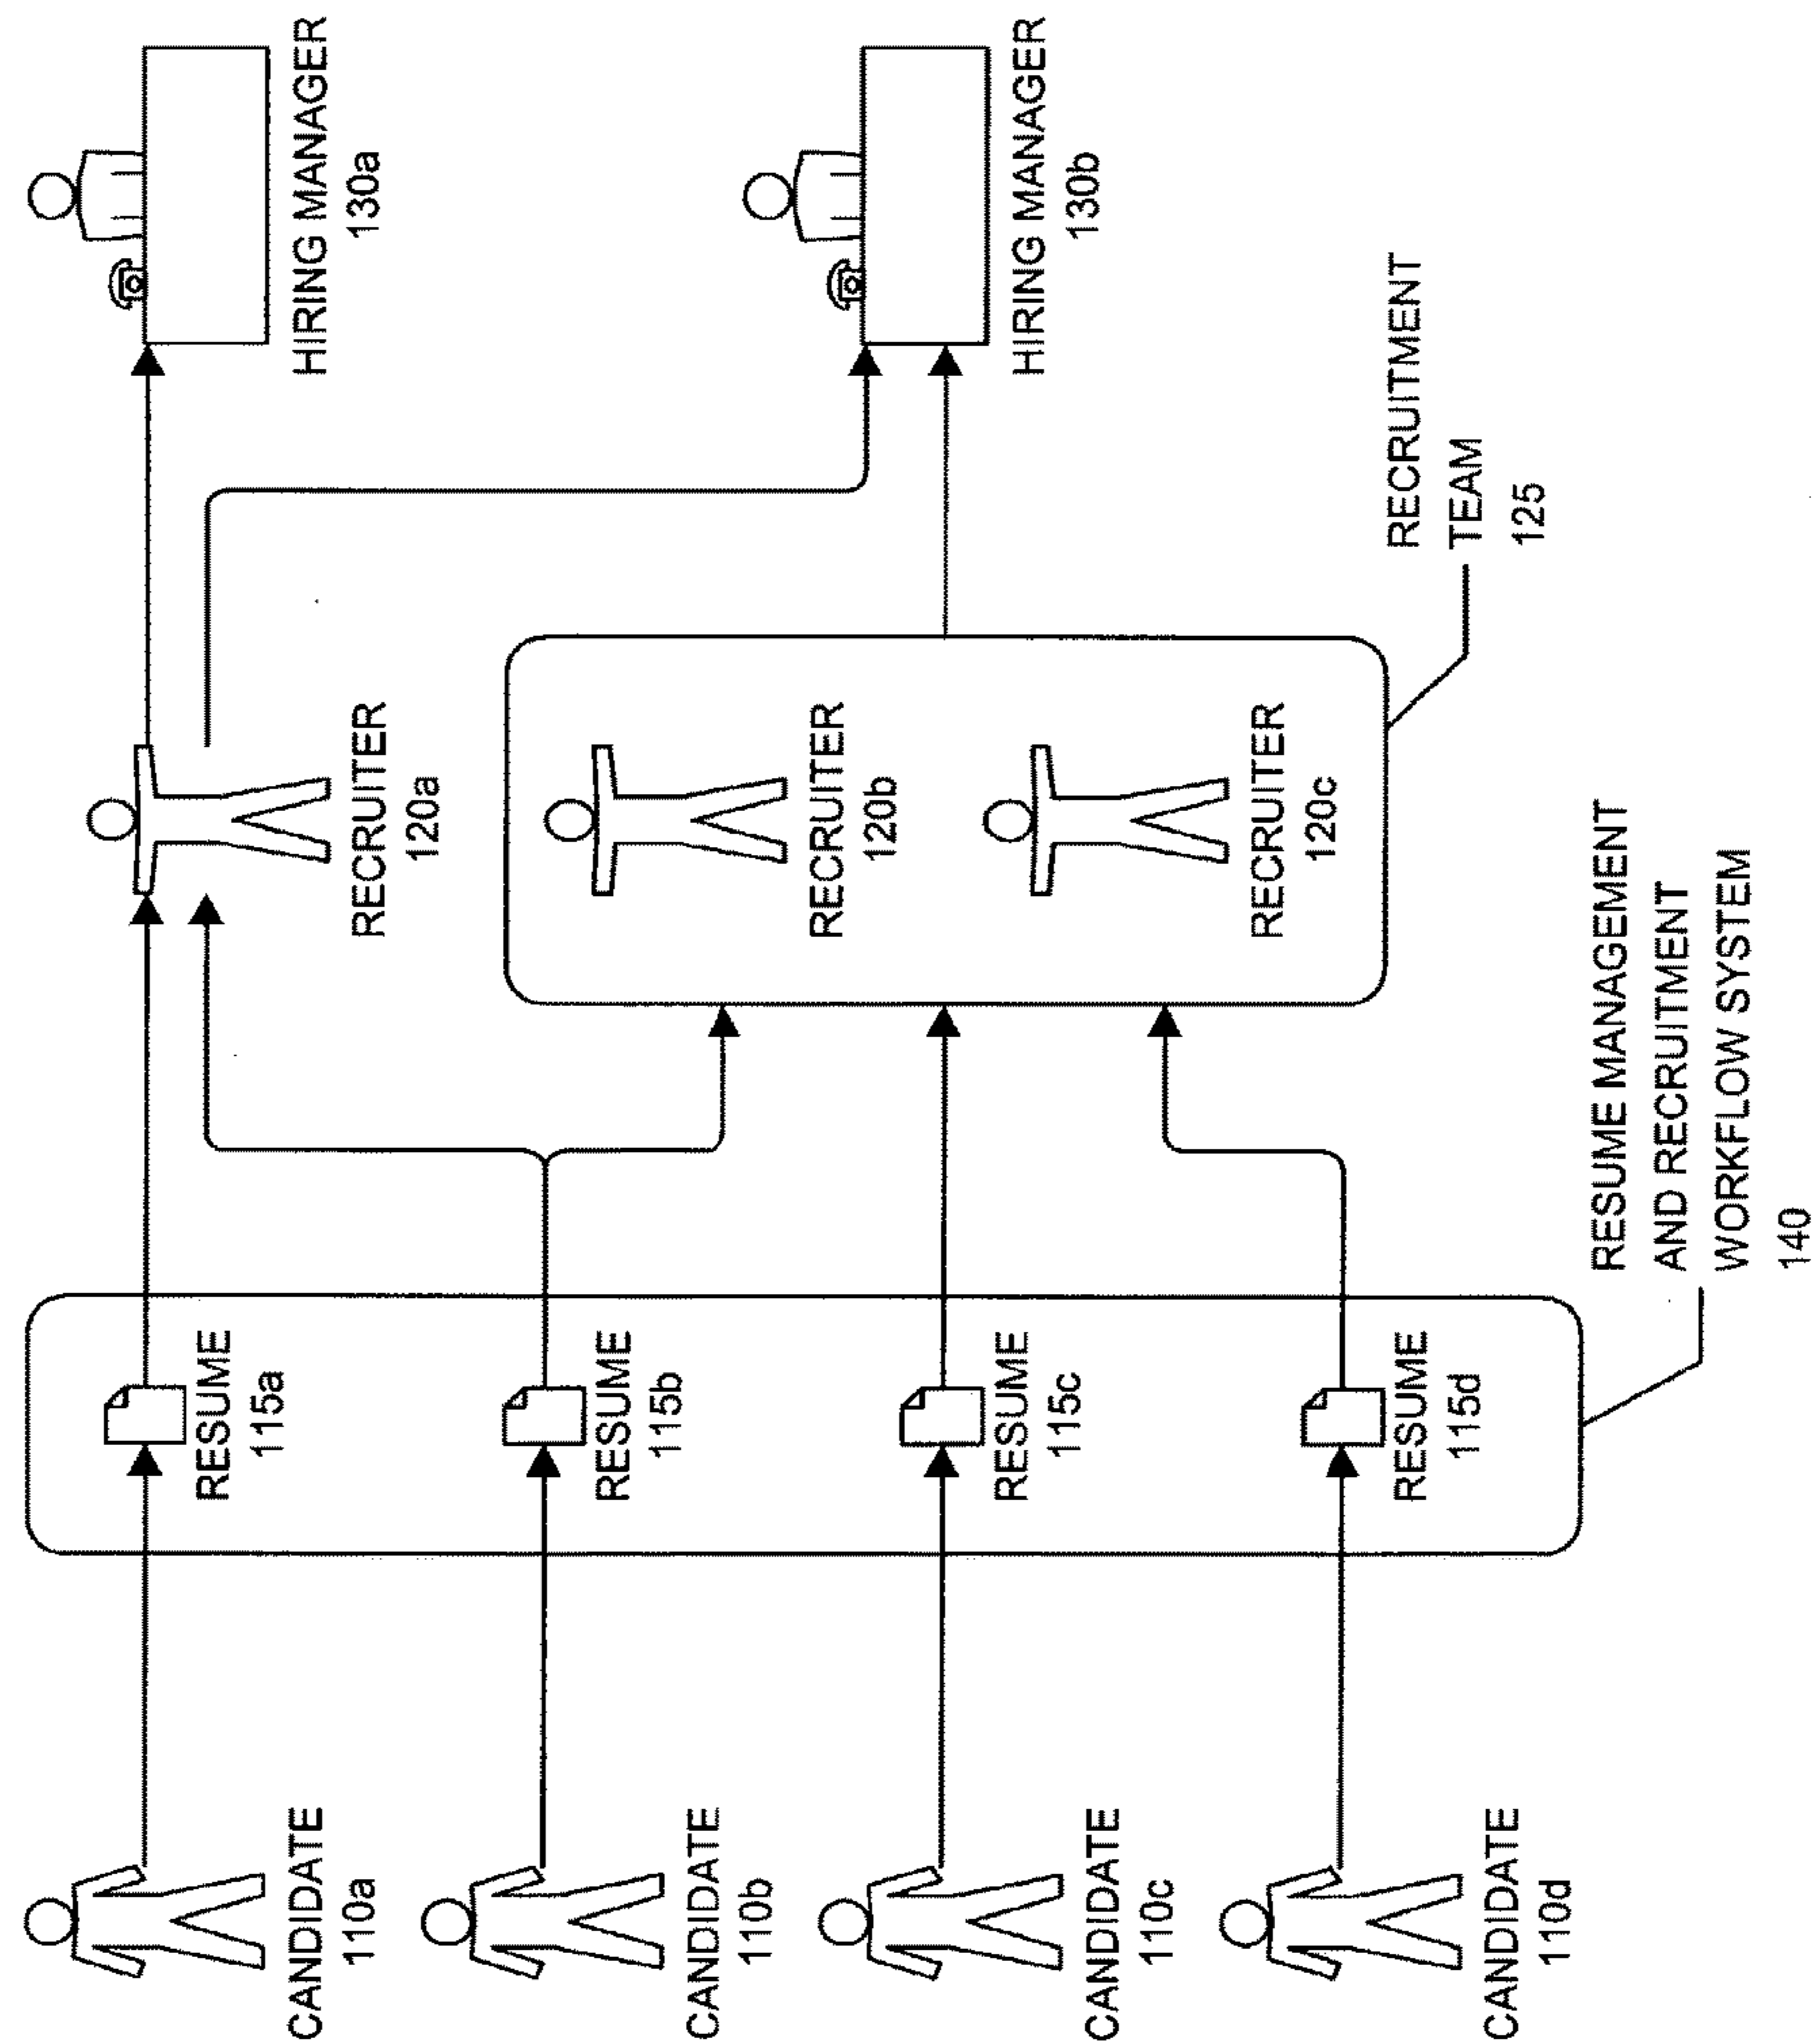 CANDIDATE
110a
CANDIDATE
110b
CANDIDATE
110c
CANDIDATE
110d
RESUME
115a
RESUME
115b
RESUME
115c
RESUME
115d
RESUME MANAGEMENT
AND RECRUITMENT
WORKFLOW SYSTEM
140
RECRUITER
120a
RECRUITER
120b
RECRUITER
120c
RECRUITMENT
TEAM
125
HIRING MANAGER
130a
HIRING MANAGER
130b